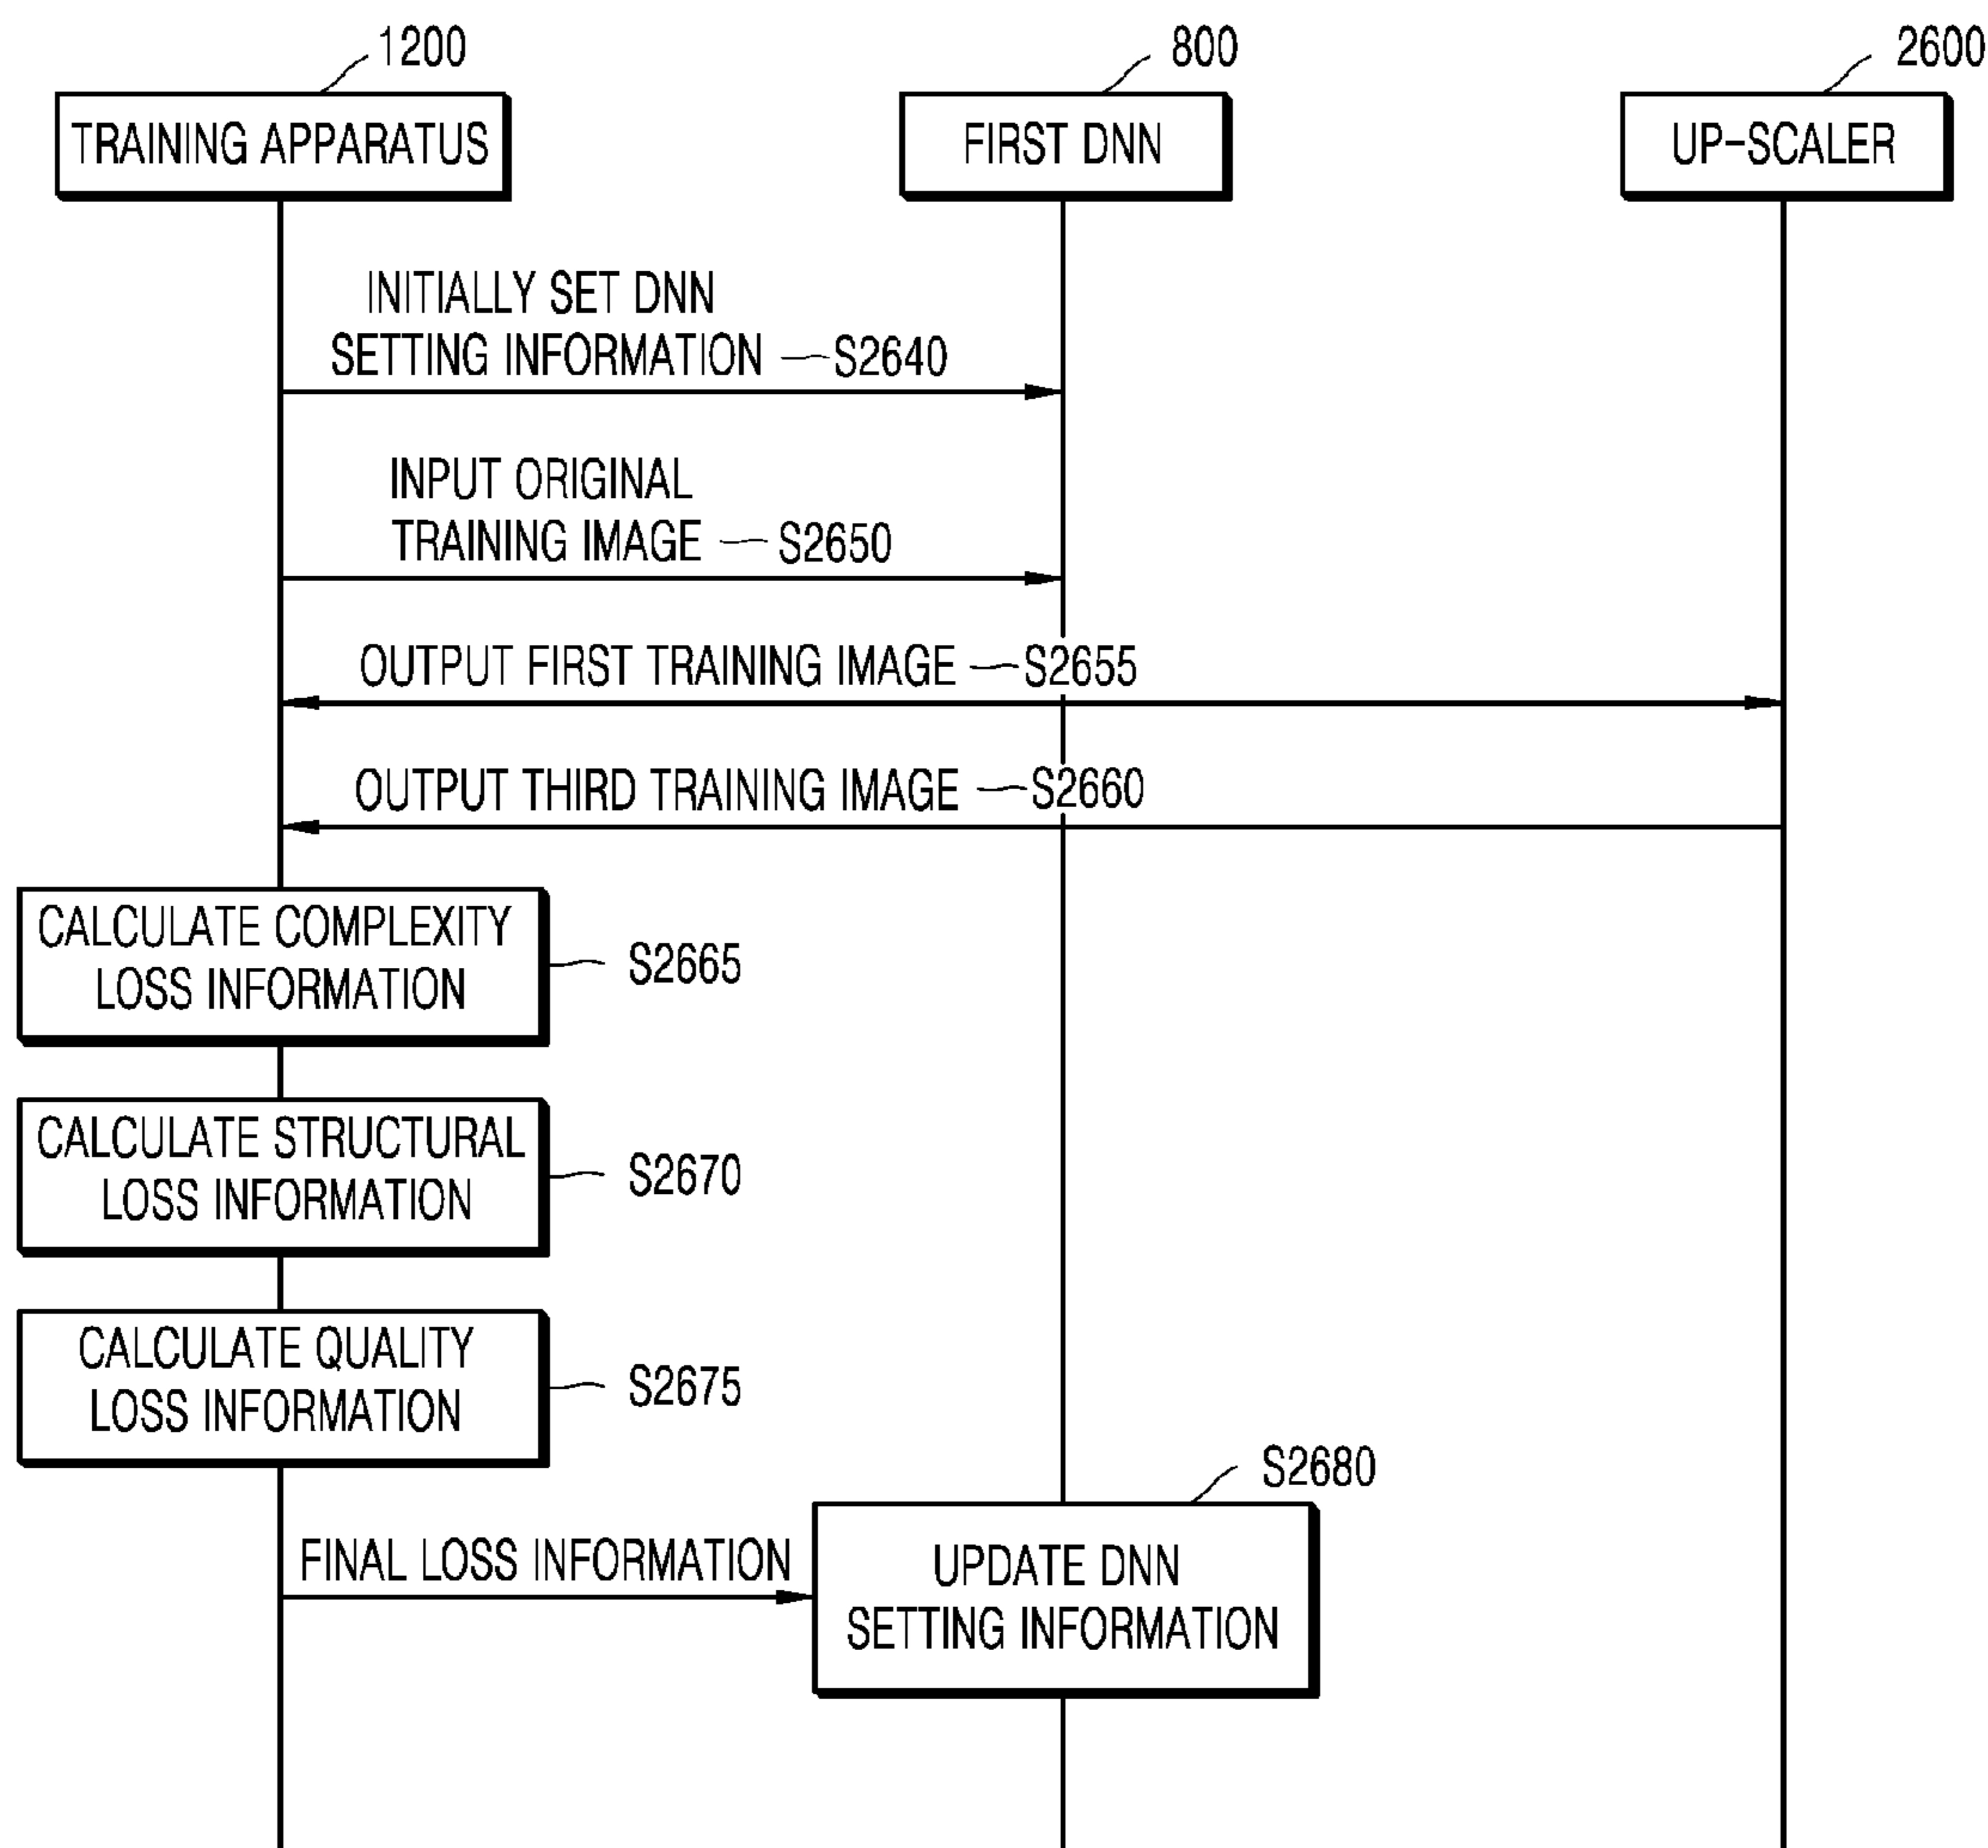 1200
800
2600
TRAINING APPARATUS
FIRST DNN
UP-SCALER
INITIALLY SET DNN
SETTING INFORMATION S2640
INPUT ORIGINAL
TRAINING IMAGE S2650
OUTPUT FIRST TRAINING IMAGE S2655
OUTPUT THIRD TRAINING IMAGE S2660
CALCULATE COMPLEXITY
LOSS INFORMATION
S2665
CALCULATE STRUCTURAL
LOSS INFORMATION
S2670
CALCULATE QUALITY
LOSS INFORMATION
S2675
S2680
FINAL LOSS INFORMATION
UPDATE DNN
SETTING INFORMATION